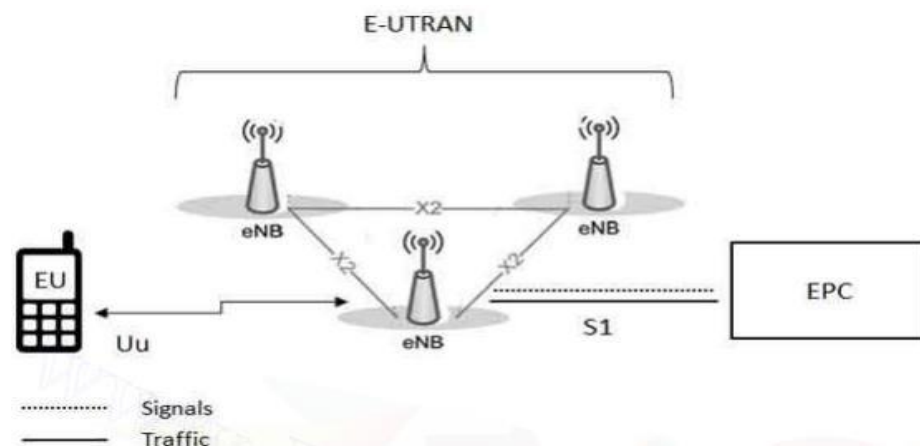 E-UTRAN
X2
eNB
eNB
X2
X2
EU
EPC
S1
Uu
eNB
Signals
Traffic